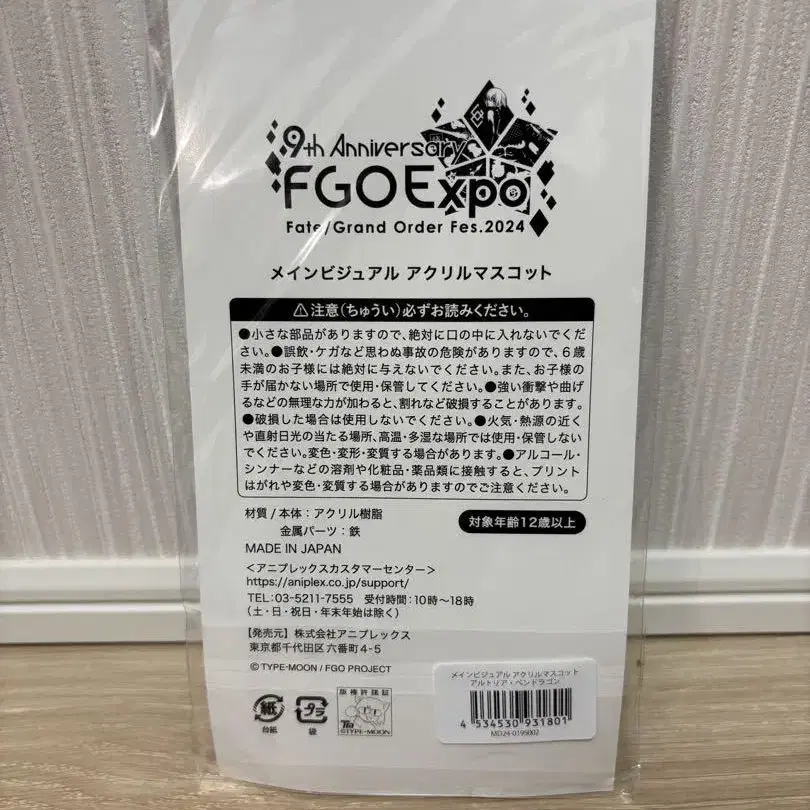 9th Anniversary
FGO Expo
Fate/Grand Order Fes.2024
メインビジュアル アクリルマスコット
⚠注意(ちゅうい)必ずお読みください。
●小さな部品がありますので、絶対に口の中に入れないでくだ
さい。●誤飲・ケガなど思わぬ事故の危険がありますので、6歳
未満のお子様には絶対に与えないでください。また、お子様の
手が届かない場所で使用・保管してください。●強い衝撃や曲げ
るなどの無理な力が加わると、割れなど破損することがあります。
●破損した場合は使用しないでください。●火気・熱源の近く
や直射日光の当たる場所、高温・多湿な場所では使用・保管しない
でください。変色・変形・変質する場合があります。●アルコール・
シンナーなどの溶剤や化粧品・薬品類に接触すると、プリント
はがれや変色・変質する場合がありますのでご注意ください。
材質 / 本体:アクリル樹脂
金属パーツ:鉄
対象年齢12歳以上
MADE IN JAPAN
<アニプレックスカスタマーセンター>
https://aniplex.co.jp/support/
TEL:03-5211-7555 受付時間:10時~18時
(土・日・祝日・年末年始は除く)
【発売元】株式会社アニプレックス
東京都千代田区六番町4-5
© TYPE-MOON / FGO PROJECT
紙
台紙
プラ
袋
版権許諾証
©TYPE-MOON
メインビジュアル アクリルマスコット
アルトリア・ペンドラゴン
4 534530 931801
MD24-0195002